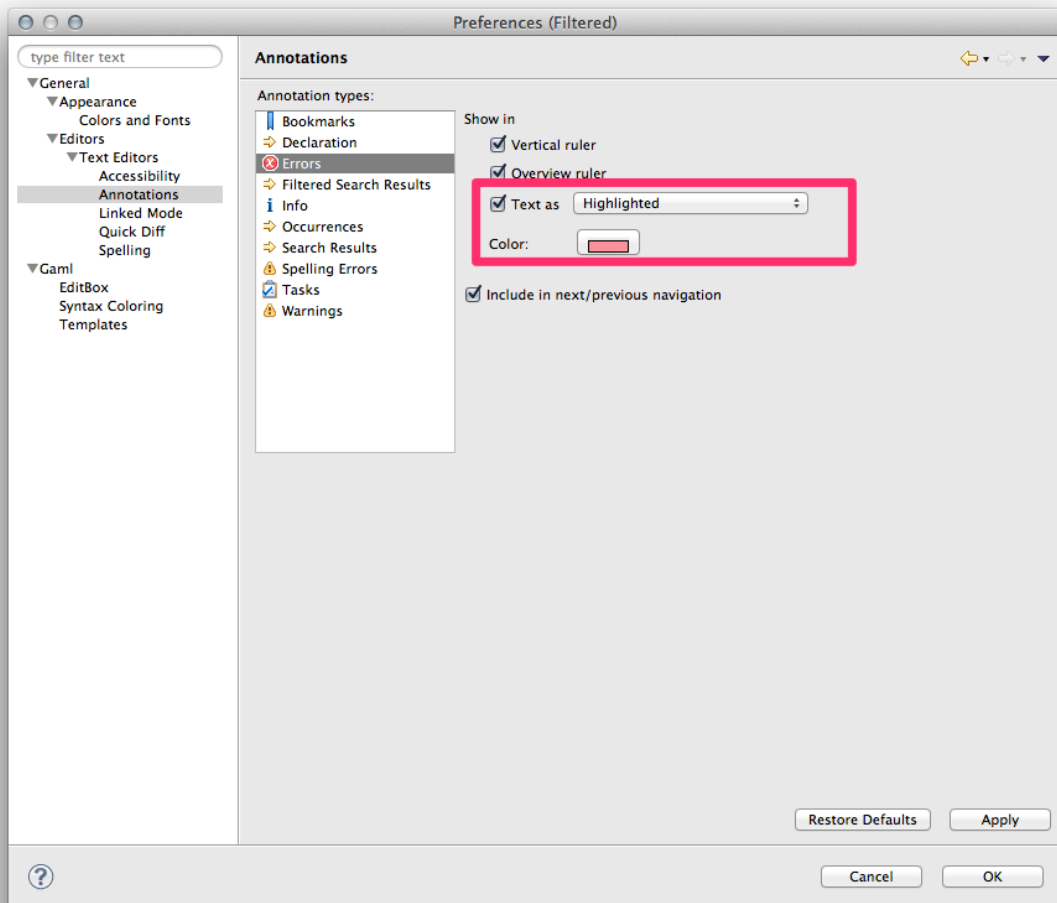 Preferences (Filtered)
type filter text
General
Appearance
Colors and Fonts
Editors
Text Editors
Accessibility
Annotations
Linked Mode
Quick Diff
Spelling
Gaml
EditBox
Syntax Coloring
Templates
Annotations
Annotation types:
Bookmarks
Declaration
Errors
Filtered Search Results
Info
Occurrences
Search Results
Spelling Errors
Tasks
Warnings
Show in
Vertical ruler
Overview ruler
Text as Highlighted
Color:
Include in next/previous navigation
Restore Defaults Apply
? Cancel OK